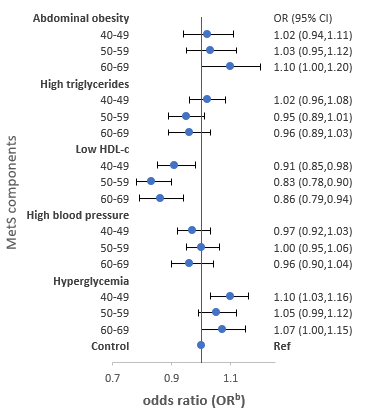 Abdominal obesity OR (95% CI)
40-49 1.02 (0.94,1.11)
50-59 1.03 (0.95,1.12)
60-69 1.10 (1.00,1.20)
High triglycerides
40-49 1.02 (0.96,1.08)
50-59 0.95 (0.89,1.01)
60-69 0.96 (0.89,1.03)
Low HDL-c
40-49 0.91 (0.85,0.98)
50-59 0.83 (0.78,0.90)
60-69 0.86 (0.79,0.94)
High blood pressure
40-49 0.97 (0.92,1.03)
50-59 1.00 (0.95,1.06)
60-69 0.96 (0.90,1.04)
Hyperglycemia
40-49 1.10 (1.03,1.16)
50-59 1.05 (0.99,1.12)
60-69 1.07 (1.00,1.15)
Control Ref
MetS components
0.7 0.9 1.1
odds ratio (ORᵇ)